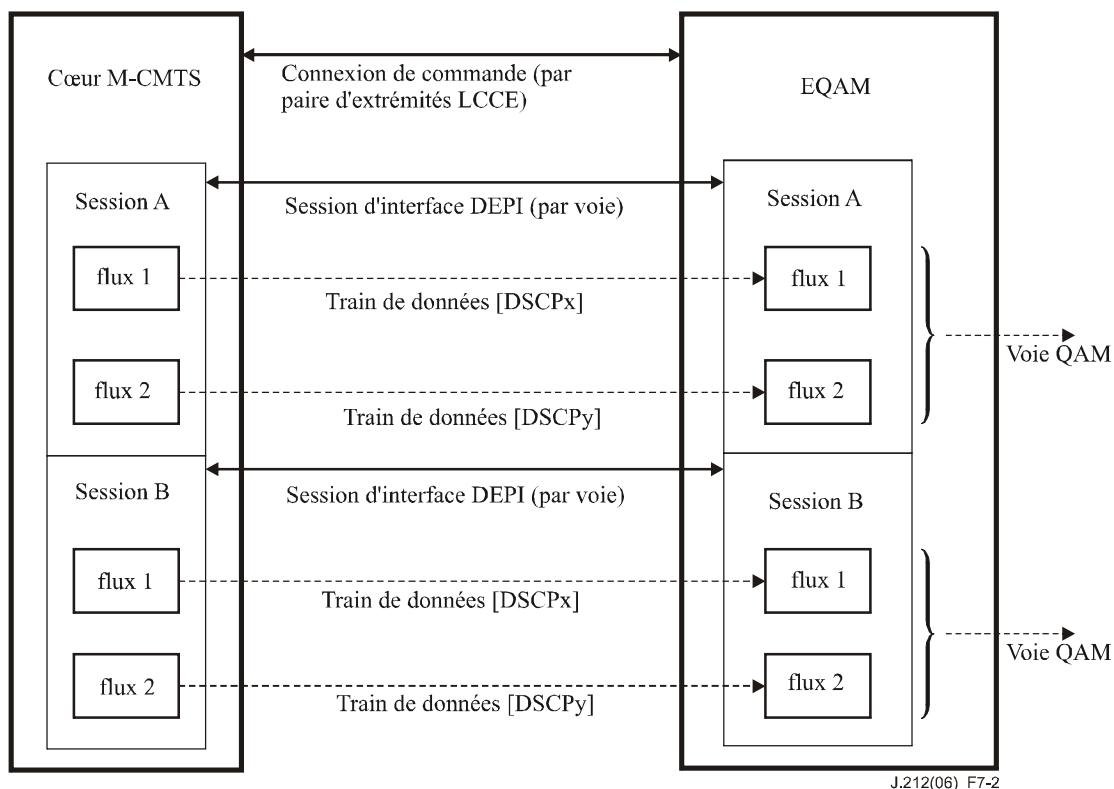 Cœur M-CMTS
Connexion de commande (par
paire d'extrémités LCCE)
EQAM
Session A
Session d'interface DEPI (par voie)
Session A
flux 1
Train de données [DSCPx]
flux 1
Voie QAM
flux 2
Train de données [DSCPy]
flux 2
Session B
Session d'interface DEPI (par voie)
Session B
flux 1
Train de données [DSCPx]
flux 1
Voie QAM
flux 2
Train de données [DSCPy]
flux 2
J.212(06)_F7-2